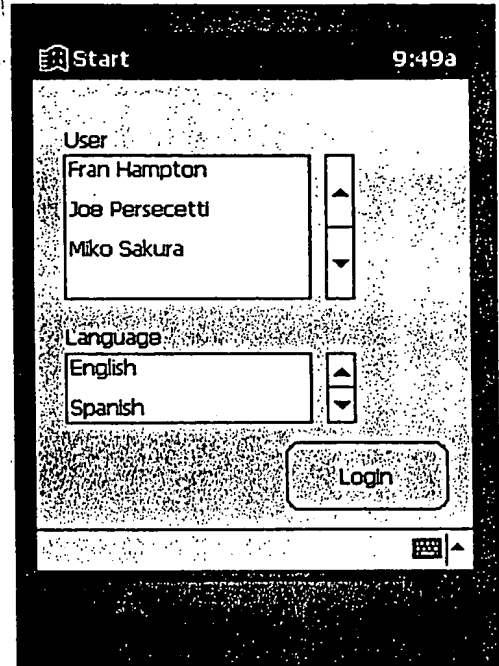 Start 9:49a
User
Fran Hampton
Joe Persecetti
Miko Sakura
Language
English
Spanish
Login